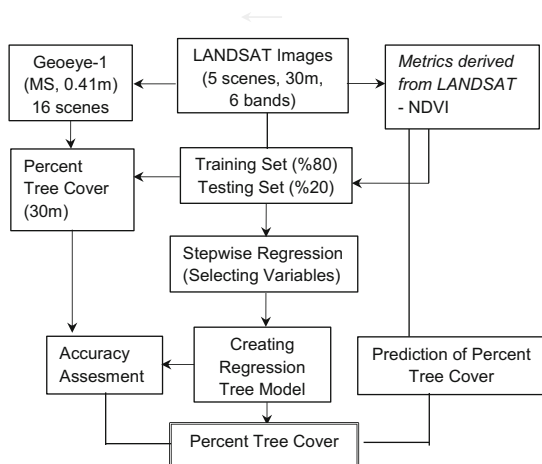 Geoeye-1
(MS, 0.41m)
16 scenes
LANDSAT Images
(5 scenes, 30m,
6 bands)
Metrics derived
from LANDSAT
- NDVI
Percent
Tree Cover
(30m)
Training Set (%80)
Testing Set (%20)
Stepwise Regression
(Selecting Variables)
Accuracy
Assesment
Creating
Regression
Tree Model
Prediction of Percent
Tree Cover
Percent Tree Cover